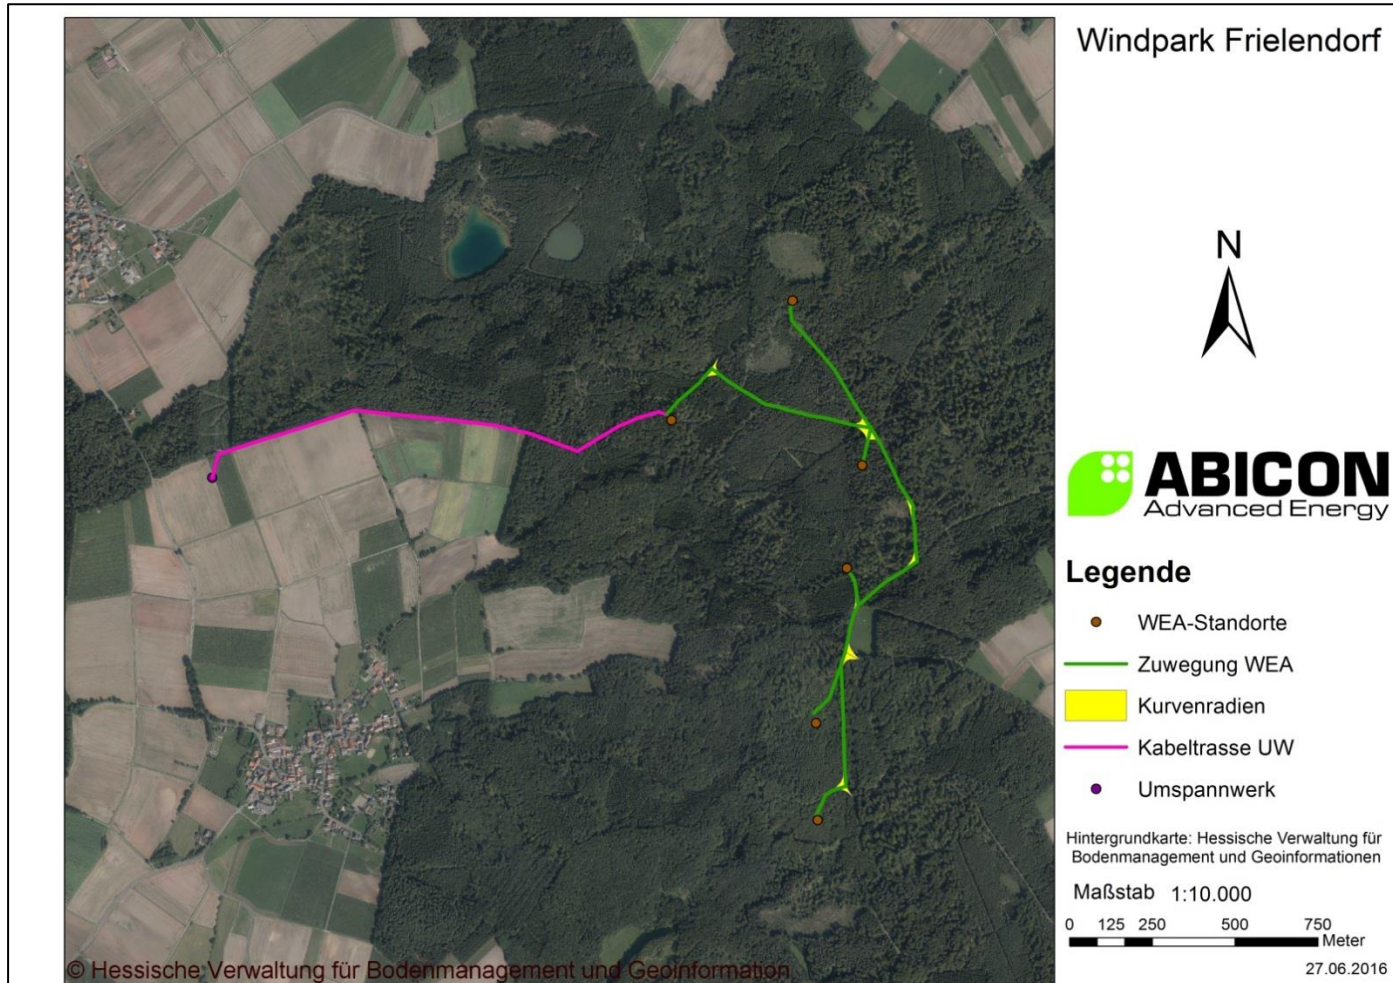 Windpark Frielendorf
N
ABICON
Advanced Energy
Legende
WEA-Standorte
Zuwegung WEA
Kurvenradien
Kabeltrasse UW
Umspannwerk
Hintergrundkarte: Hessische Verwaltung für
Bodenmanagement und Geoinformationen
Maßstab 1:10.000
0 125 250 500 750
Meter
27.06.2016
© Hessische Verwaltung für Bodenmanagement und Geoinformation